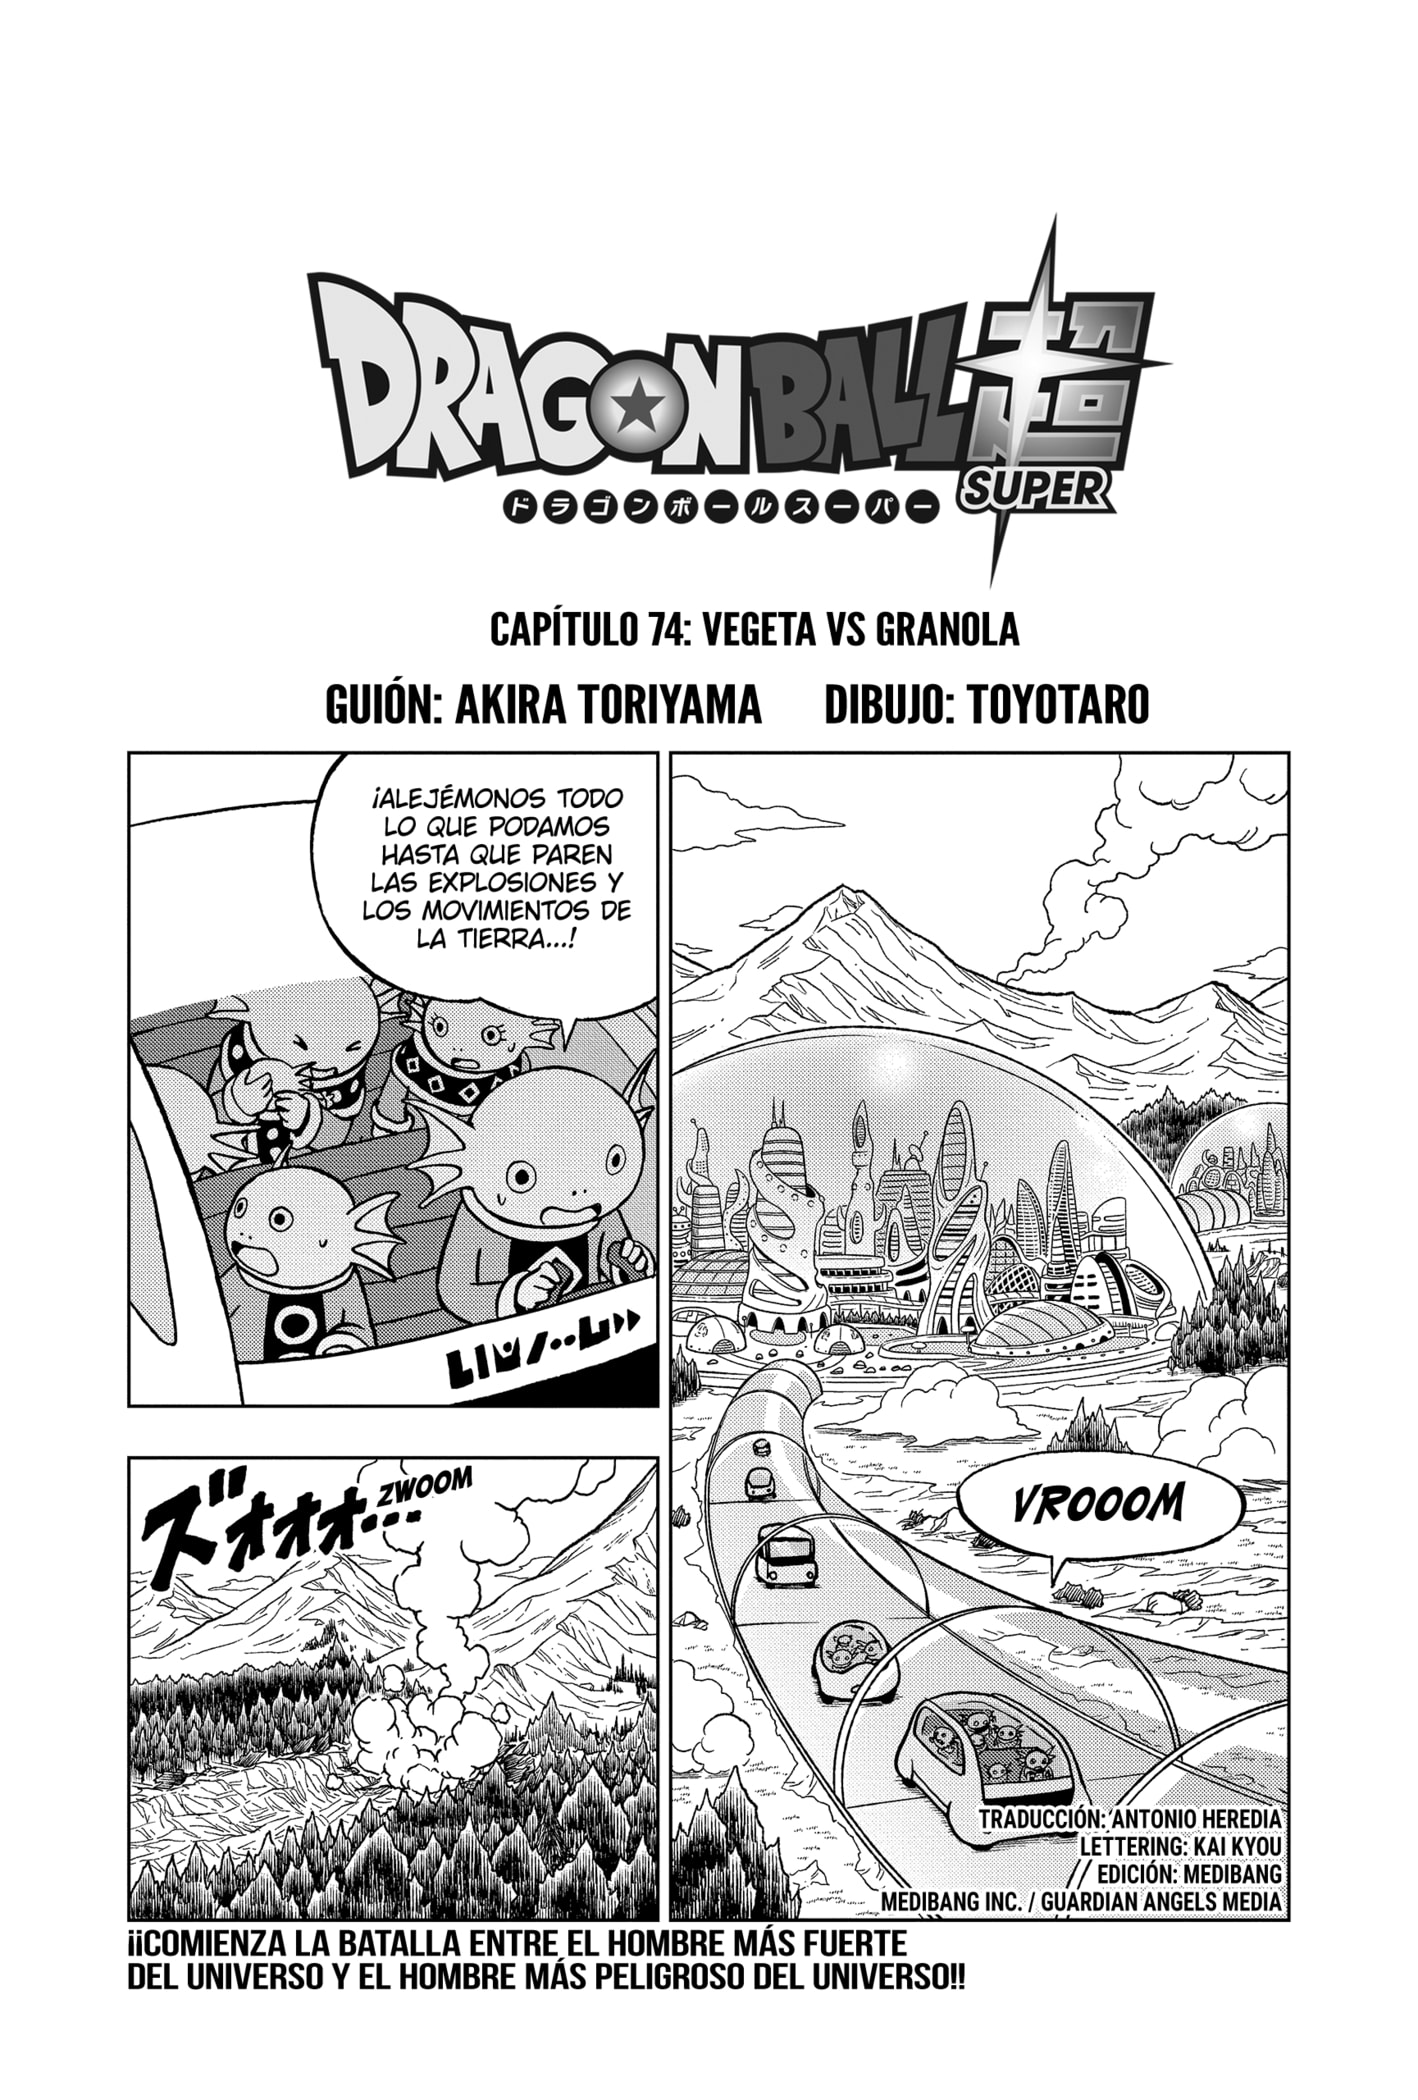 DRAGON BALL 超
SUPER
ドラゴンボールスーパー
CAPÍTULO 74: VEGETA VS GRANOLA
GUIÓN: AKIRA TORIYAMA DIBUJO: TOYOTARO
VROOOM
¡ALEJÉMONOS TODO
LO QUE PODAMOS
HASTA QUE PAREN
LAS EXPLOSIONES Y
LOS MOVIMIENTOS DE
LA TIERRA...!
ズオオオオ...
ZWOOM
TRADUCCIÓN: ANTONIO HEREDIA
LETTERING: KAI KYOU
EDICIÓN: MEDIBANG
MEDIBANG INC. / GUARDIAN ANGELS MEDIA
¡¡COMIENZA LA BATALLA ENTRE EL HOMBRE MÁS FUERTE
DEL UNIVERSO Y EL HOMBRE MÁS PELIGROSO DEL UNIVERSO!!